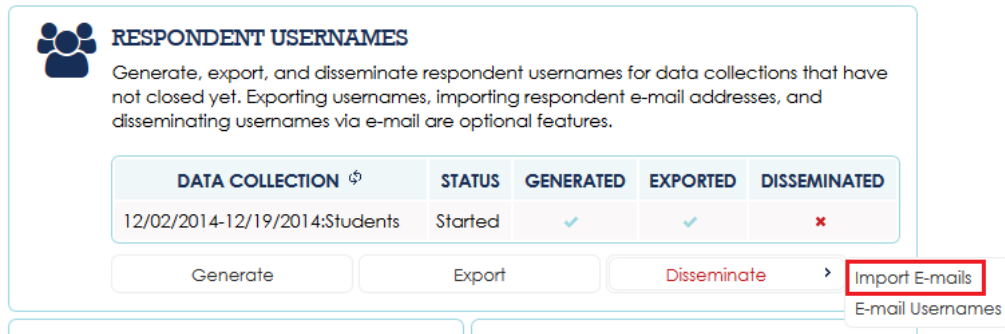 RESPONDENT USERNAMES
Generate, export, and disseminate respondent usernames for data collections that have
not closed yet. Exporting usernames, importing respondent e-mail addresses, and
disseminating usernames via e-mail are optional features.
DATA COLLECTION STATUS GENERATED EXPORTED DISSEMINATED
12/02/2014-12/19/2014:Students Started
Generate Export Disseminate
Import E-mails
E-mail Usernames